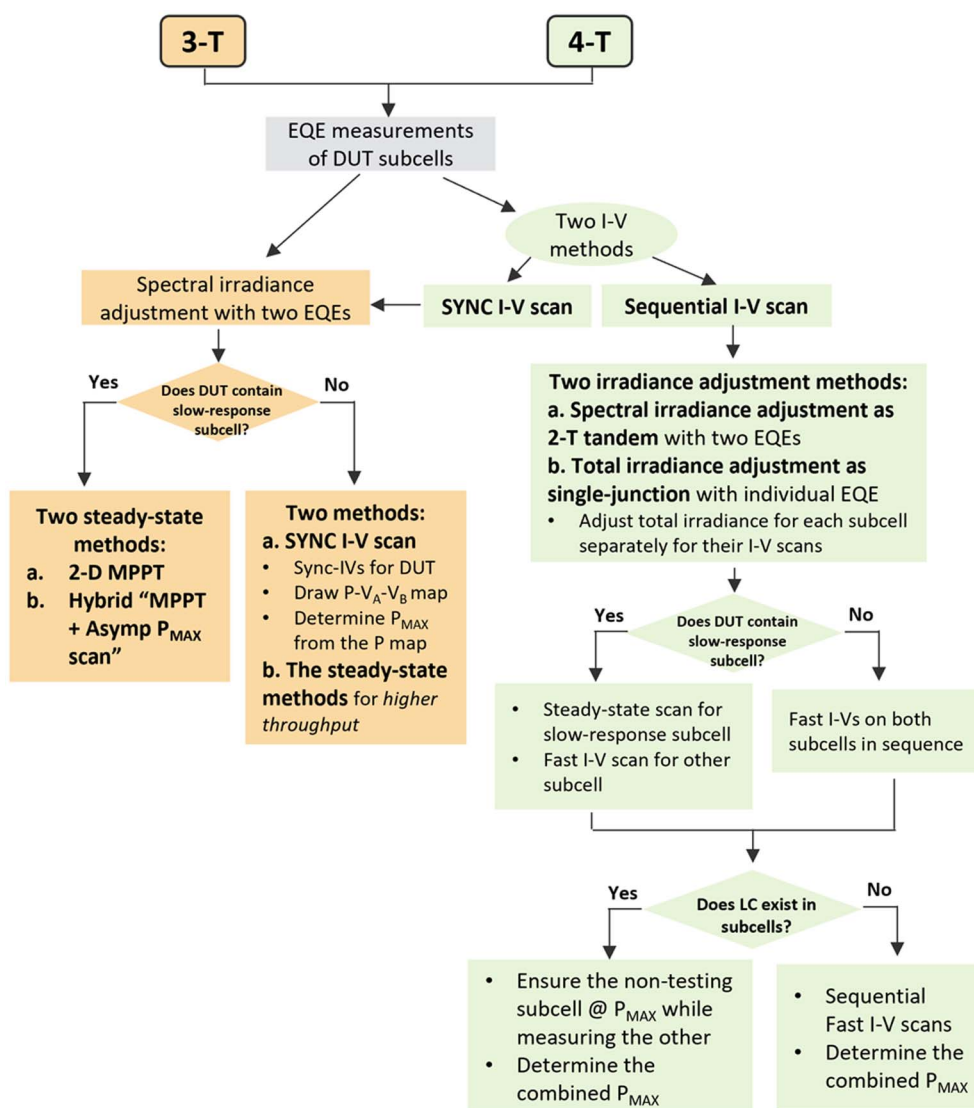 3-T
4-T
EQE measurements
of DUT subcells
Two I-V
methods
Spectral irradiance
adjustment with two EQEs
SYNC I-V scan
Sequential I-V scan
Yes
No
Does DUT contain
slow-response
subcell?
Two irradiance adjustment methods:
a. Spectral irradiance adjustment as
2-T tandem with two EQEs
b. Total irradiance adjustment as
single-junction with individual EQE
• Adjust total irradiance for each subcell
separately for their I-V scans
Two steady-state
methods:
a. 2-D MPPT
b. Hybrid “MPPT
+ Asymp PMAX
scan”
Two methods:
a. SYNC I-V scan
• Sync-IVs for DUT
• Draw P-VA-VB map
• Determine PMAX
from the P map
b. The steady-state
methods for higher
throughput
Yes
No
Does DUT contain
slow-response
subcell?
• Steady-state scan for
slow-response subcell
• Fast I-V scan for other
subcell
Fast I-Vs on both
subcells in sequence
Yes
No
Does LC exist in
subcells?
• Ensure the non-testing
subcell @ PMAX while
measuring the other
• Determine the
combined PMAX
• Sequential
Fast I-V scans
• Determine the
combined PMAX